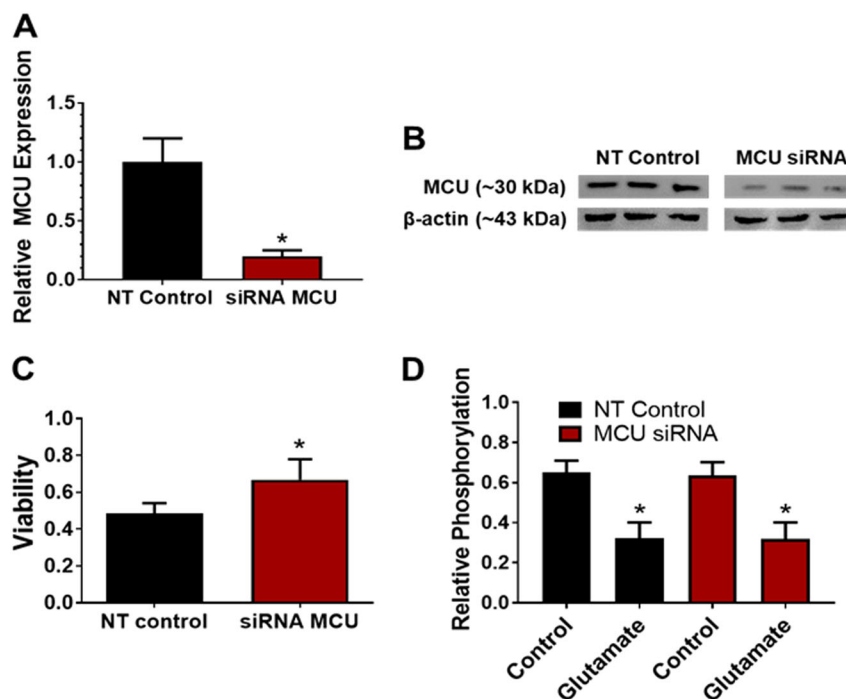 A
Relative MCU Expression
1.5
1.0
0.5
0.0
*
NT Control siRNA MCU
B
NT Control MCU siRNA
MCU (~30 kDa)
β-actin (~43 kDa)
C
Viability
1.0
0.8
0.6
0.4
0.2
0.0
*
NT control siRNA MCU
D
Relative Phosphorylation
1.0
0.8
0.6
0.4
0.2
0.0
NT Control
MCU siRNA
* *
Control Glutamate Control Glutamate